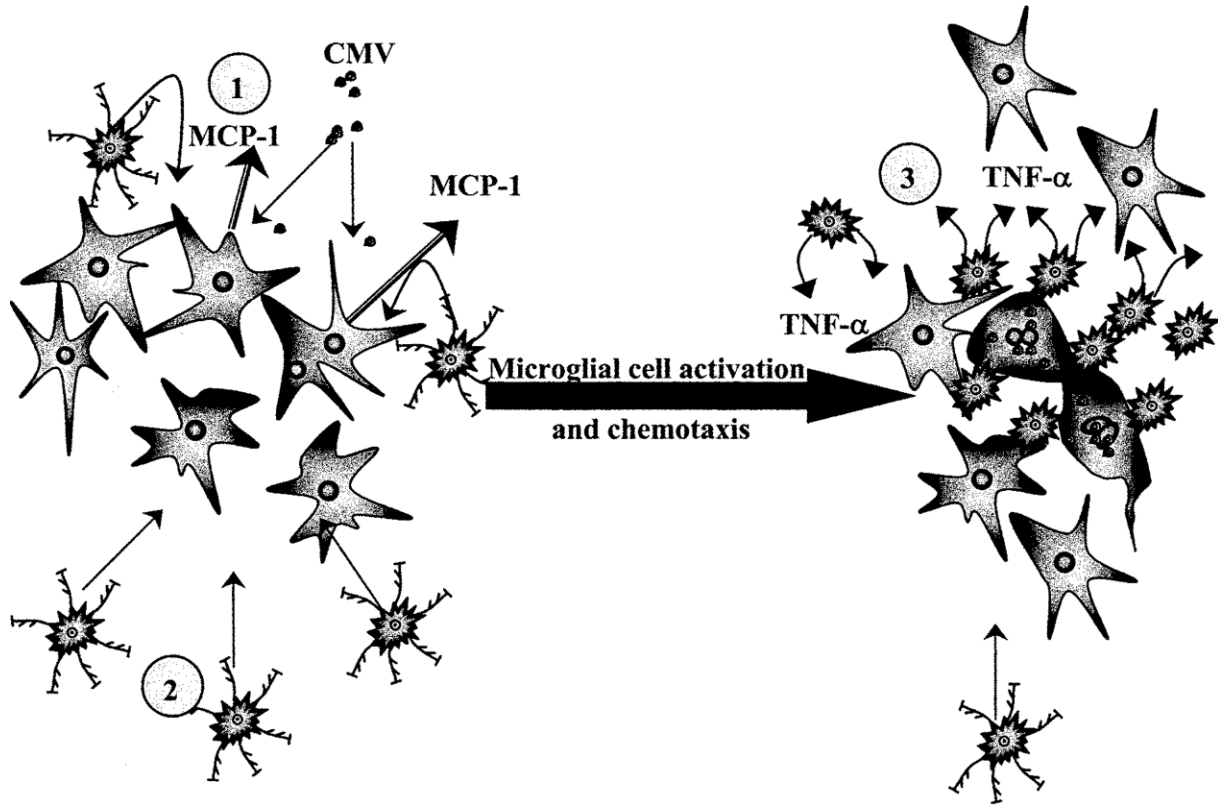 CMV
1
MCP-1
MCP-1
3
TNF-α
TNF-α
Microglial cell activation
and chemotaxis
2